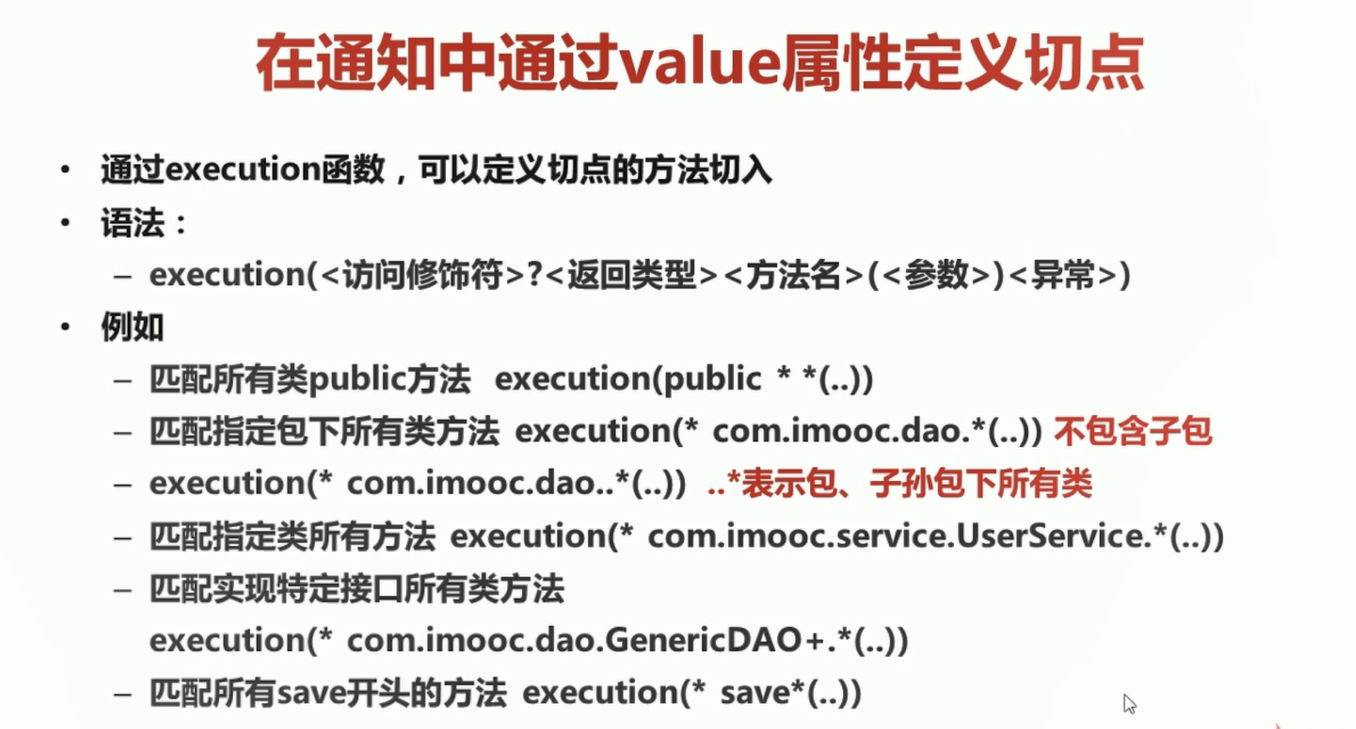 在通知中通过value属性定义切点
• 通过execution函数，可以定义切点的方法切入
• 语法：
– execution(<访问修饰符>?<返回类型><方法名>(<参数>)<异常>)
• 例如
– 匹配所有类public方法 execution(public * *(..))
– 匹配指定包下所有类方法 execution(* com.imooc.dao.*(..)) 不包含子包
– execution(* com.imooc.dao..*(..)) ..*表示包、子孙包下所有类
– 匹配指定类所有方法 execution(* com.imooc.service.UserService.*(..))
– 匹配实现特定接口所有类方法
execution(* com.imooc.dao.GenericDAO+.*(..))
– 匹配所有save开头的方法 execution(* save*(..))